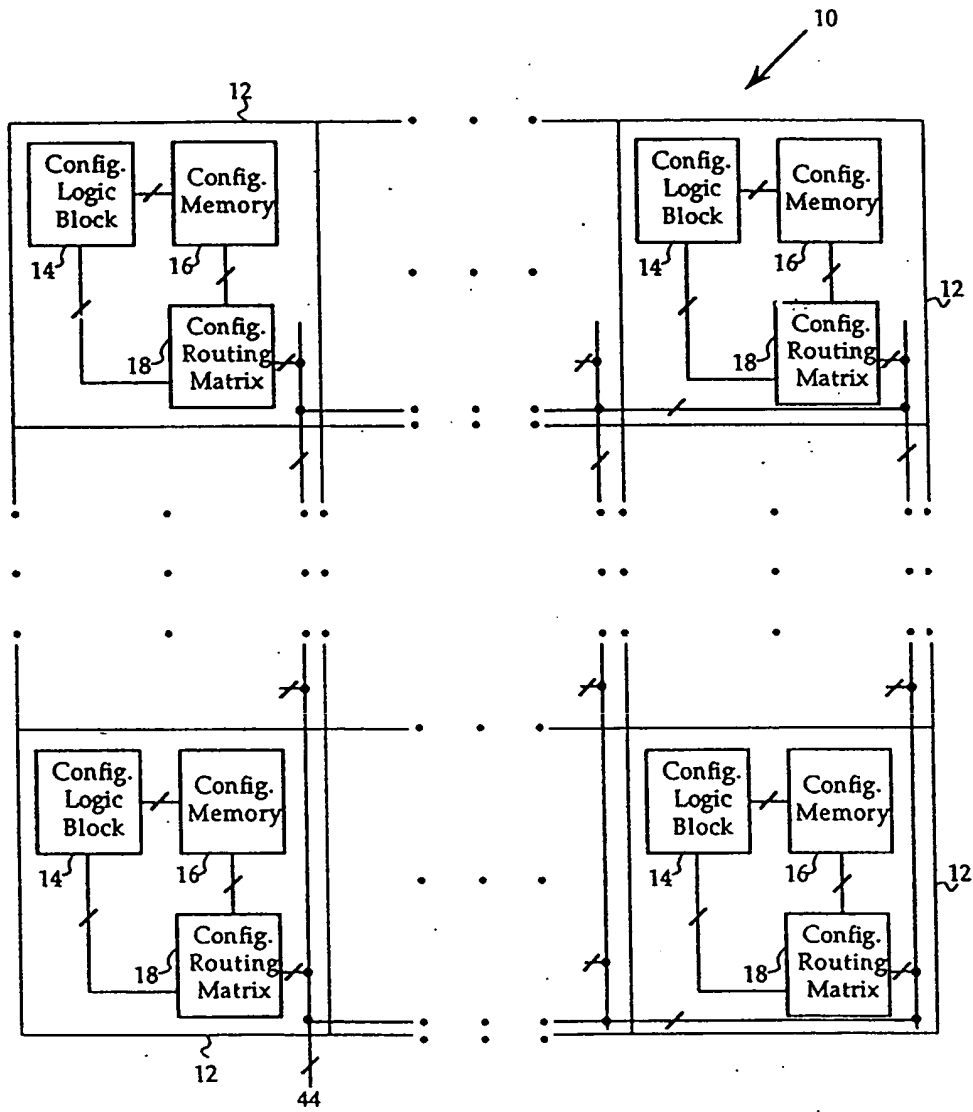 10
12
Config.
Logic
Block
14
Config.
Memory
16
Config.
Routing
Matrix
18
Config.
Logic
Block
14
Config.
Memory
16
Config.
Routing
Matrix
18
12
Config.
Logic
Block
14
Config.
Memory
16
Config.
Routing
Matrix
18
12
44
Config.
Logic
Block
14
Config.
Memory
16
Config.
Routing
Matrix
18
12